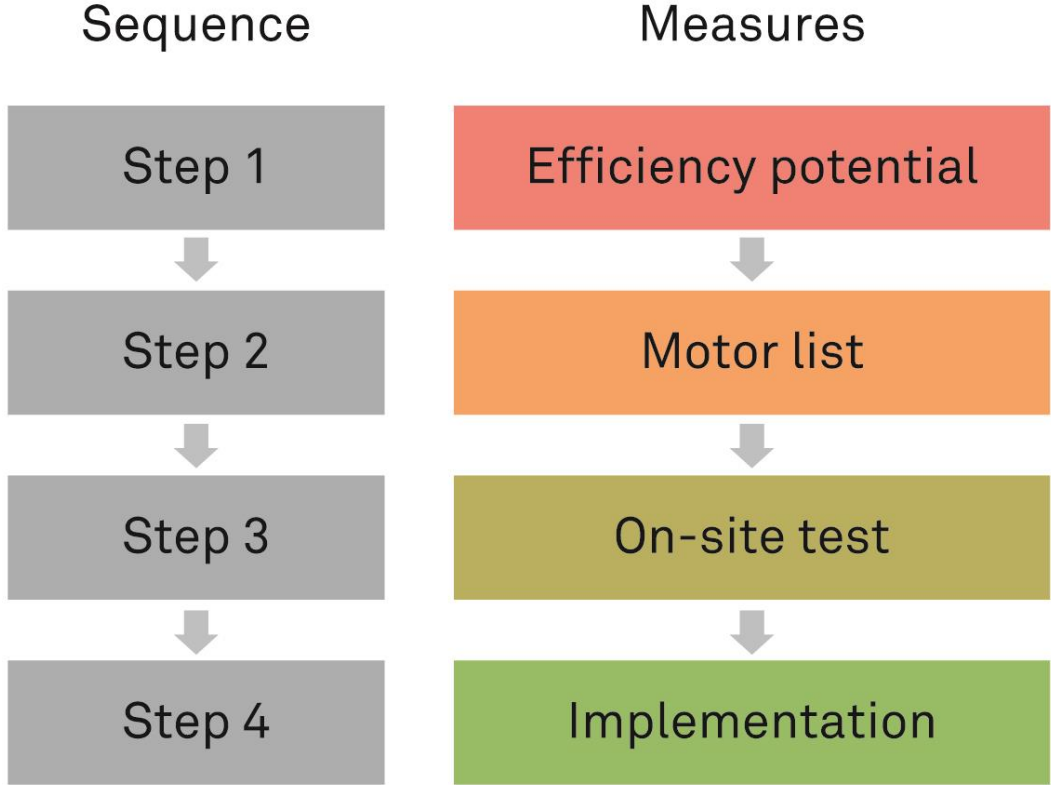 Sequence
Measures
Step 1
Efficiency potential
Step 2
Motor list
Step 3
On-site test
Step 4
Implementation